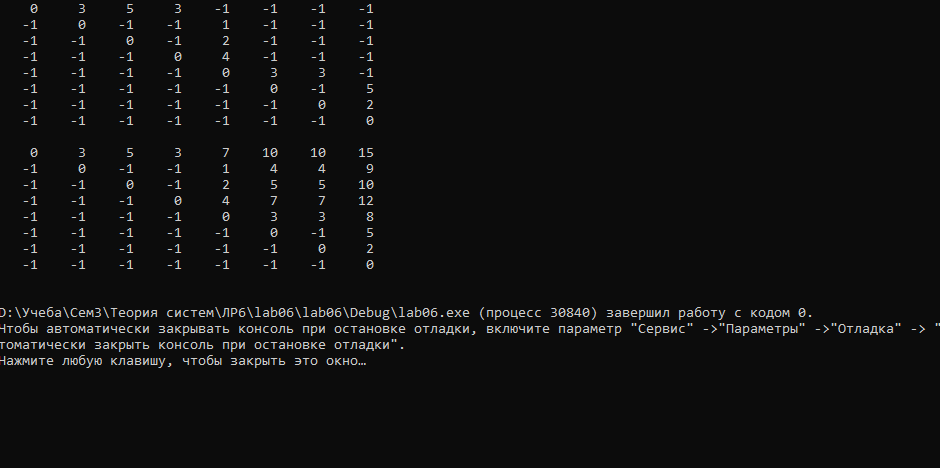 0 3 5 3 -1 -1 -1 -1
-1 0 -1 -1 1 -1 -1 -1
-1 -1 0 -1 2 -1 -1 -1
-1 -1 -1 0 4 -1 -1 -1
-1 -1 -1 -1 0 3 3 -1
-1 -1 -1 -1 -1 0 -1 5
-1 -1 -1 -1 -1 -1 0 2
-1 -1 -1 -1 -1 -1 -1 0
0 3 5 3 7 10 10 15
-1 0 -1 -1 1 4 4 9
-1 -1 0 -1 2 5 5 10
-1 -1 -1 0 4 7 7 12
-1 -1 -1 -1 0 3 3 8
-1 -1 -1 -1 -1 0 -1 5
-1 -1 -1 -1 -1 -1 0 2
-1 -1 -1 -1 -1 -1 -1 0
D:\Учеба\Сем3\Теория систем\ЛР6\lab06\lab06\Debug\lab06.exe (процесс 30840) завершил работу с кодом 0.
Чтобы автоматически закрывать консоль при остановке отладки, включите параметр "Сервис" ->"Параметры" ->"Отладка" -> "
томатически закрыть консоль при остановке отладки".
Нажмите любую клавишу, чтобы закрыть это окно…